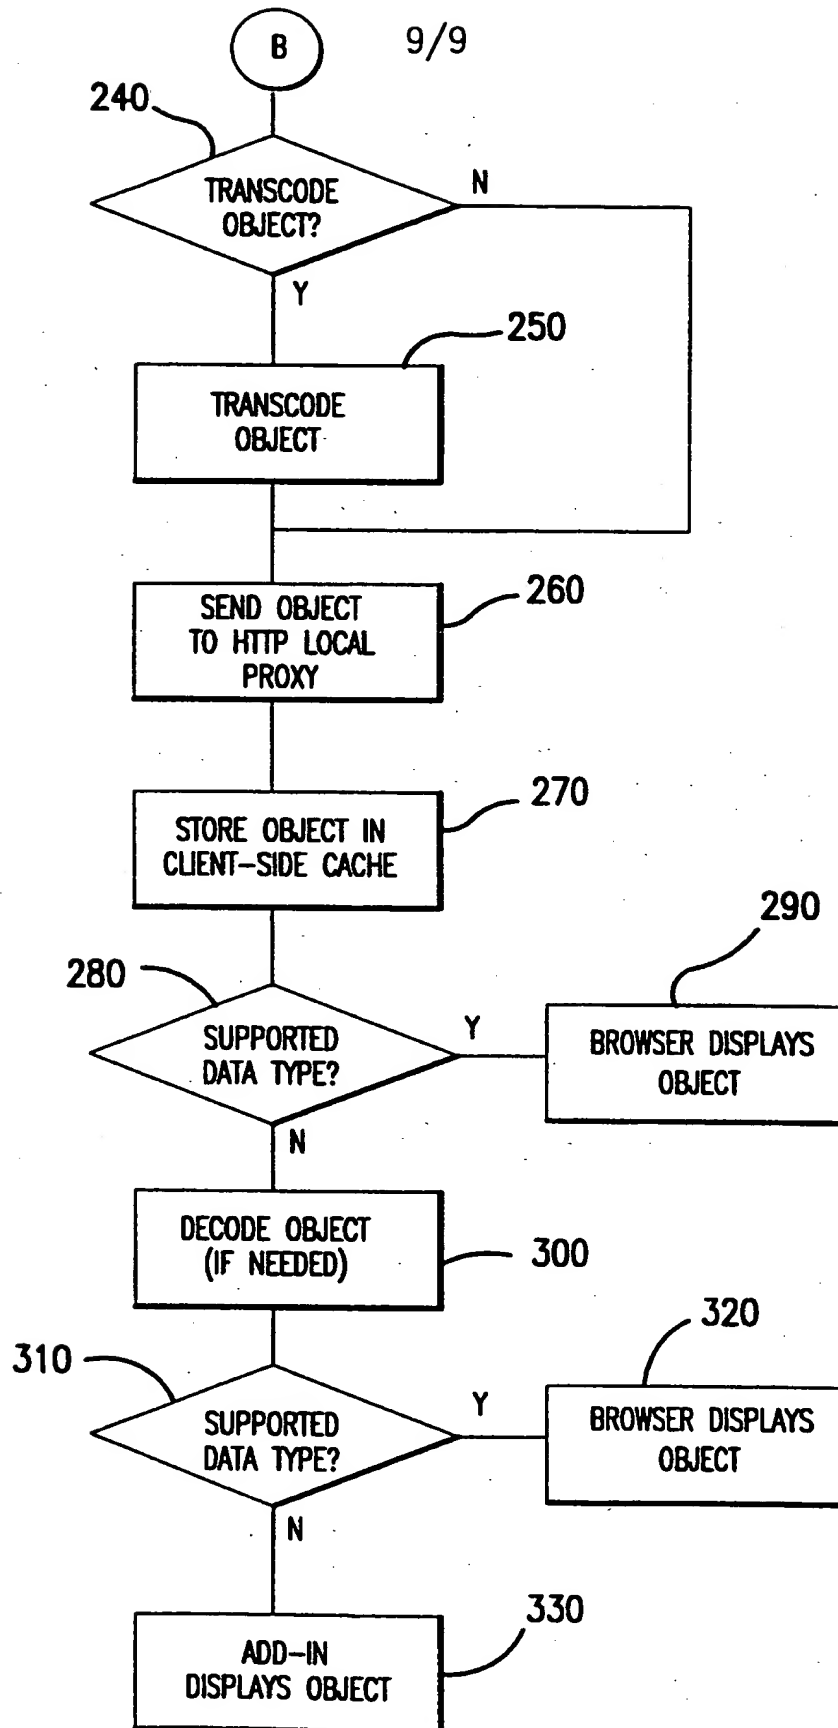 B
9/9
240
TRANSCODE
OBJECT?
N
Y
250
TRANSCODE
OBJECT
SEND OBJECT
TO HTTP LOCAL
PROXY
260
STORE OBJECT IN
CLIENT-SIDE CACHE
270
280
SUPPORTED
DATA TYPE?
Y
N
290
BROWSER DISPLAYS
OBJECT
DECODE OBJECT
(IF NEEDED)
300
310
SUPPORTED
DATA TYPE?
Y
N
320
BROWSER DISPLAYS
OBJECT
330
ADD-IN
DISPLAYS OBJECT